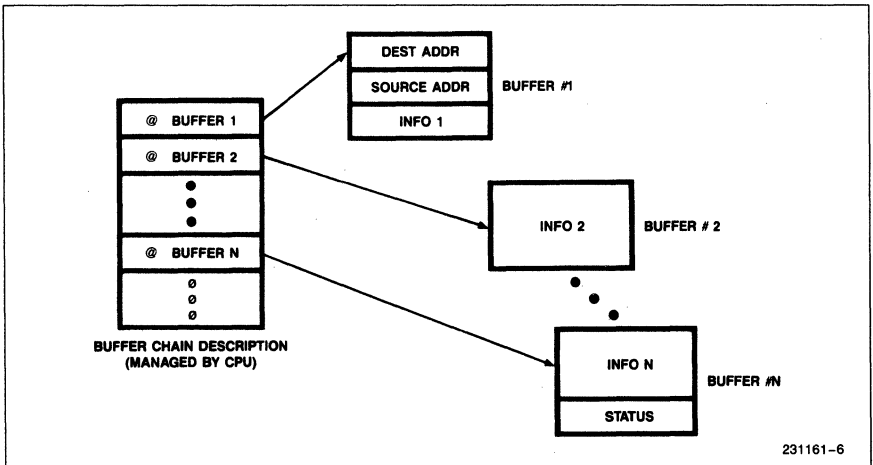 DEST ADDR
SOURCE ADDR
INFO 1
BUFFER #1
@ BUFFER 1
@ BUFFER 2
@ BUFFER N
Ø
Ø
Ø
BUFFER CHAIN DESCRIPTION
(MANAGED BY CPU)
INFO 2
BUFFER # 2
INFO N
STATUS
BUFFER #N
231161–6